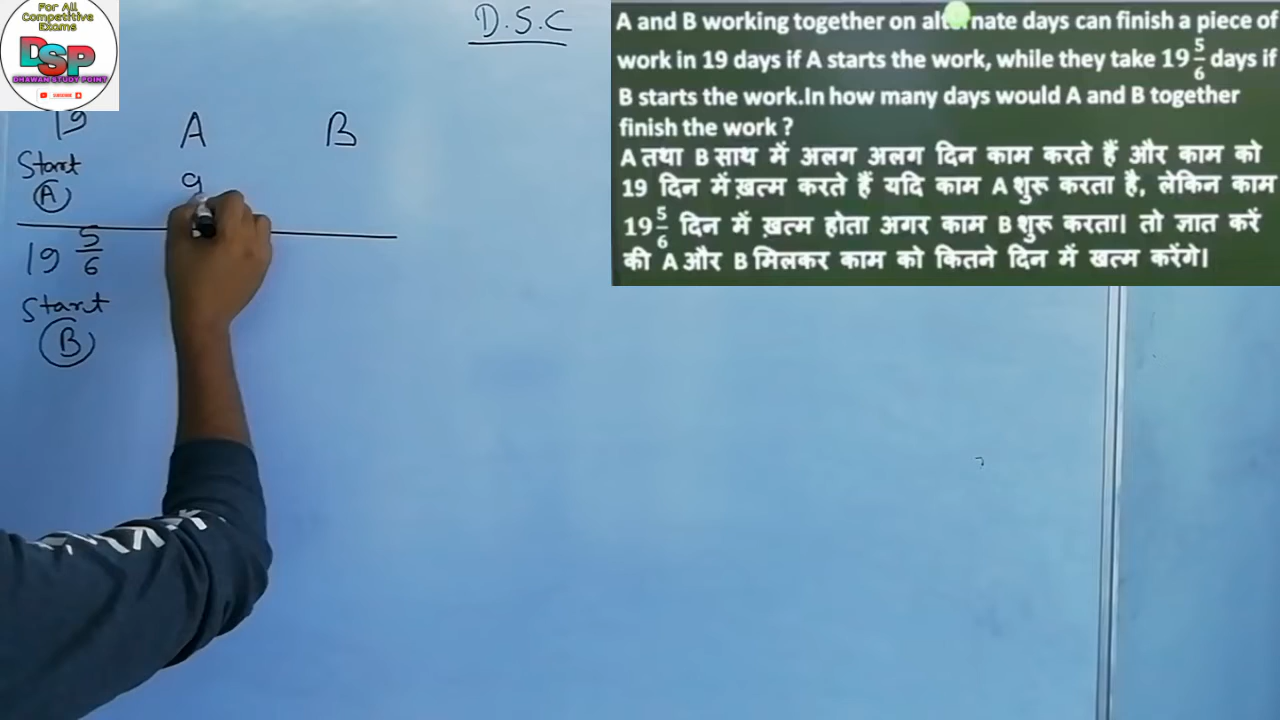 For All
Competitive
Exams
DSP
DHAWAN STUDY POINT
SUBSCRIBE
D.S.C
A and B working together on alternate days can finish a piece of
work in 19 days if A starts the work, while they take 19 5/6 days if
B starts the work.In how many days would A and B together
finish the work ?
A तथा B साथ में अलग अलग दिन काम करते हैं और काम को
19 दिन में ख़त्म करते हैं यदि काम A शुरू करता है, लेकिन काम
19 5/6 दिन में ख़त्म होता अगर काम B शुरू करता। तो ज्ञात करें
की A और B मिलकर काम को कितने दिन में खत्म करेंगे।
19 A B
Start
A
9
19 5/6
Start
B